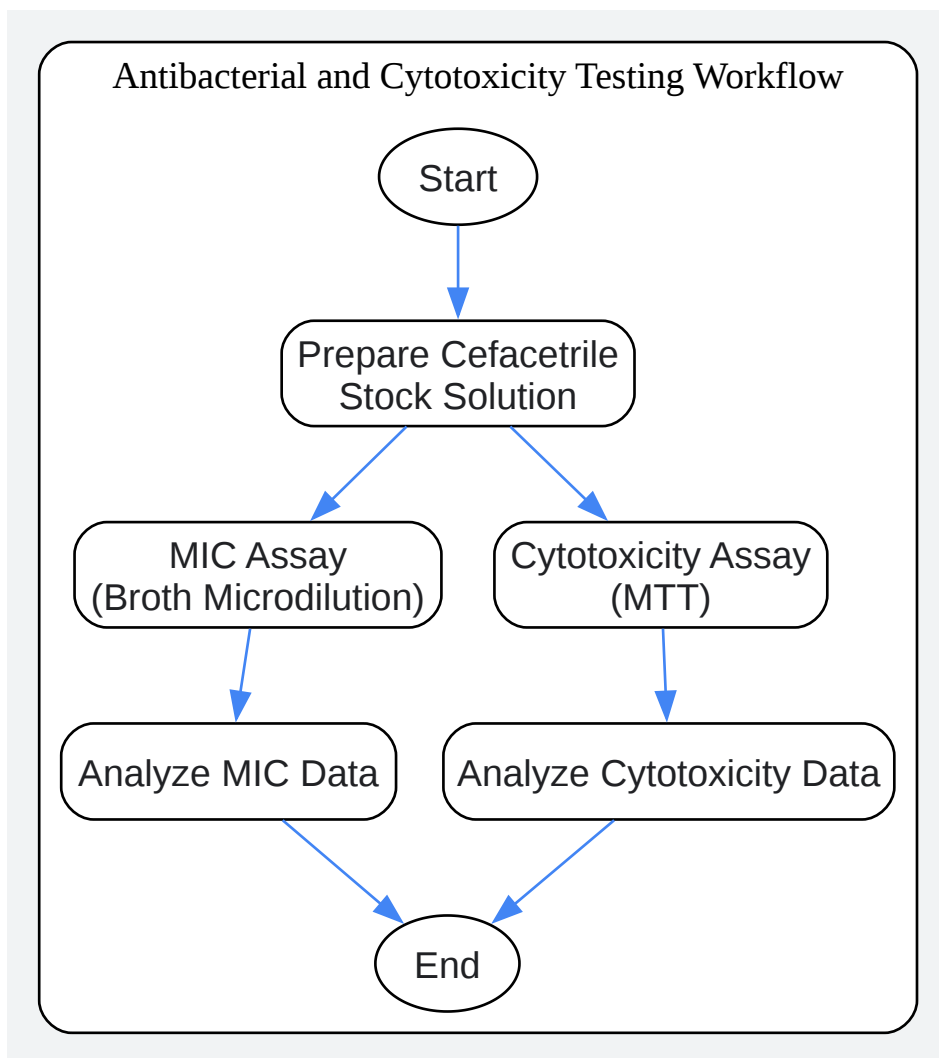 Antibacterial and Cytotoxicity Testing Workflow
Start
Prepare Cefacetrile
Stock Solution
MIC Assay
(Broth Microdilution)
Cytotoxicity Assay
(MTT)
Analyze MIC Data
Analyze Cytotoxicity Data
End